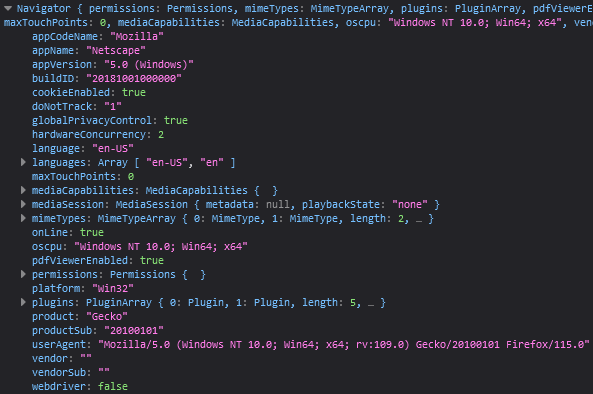 Navigator { permissions: Permissions, mimeTypes: MimeTypeArray, plugins: PluginArray, pdfViewerE
maxTouchPoints: 0, mediaCapabilities: MediaCapabilities, oscpu: "Windows NT 10.0; Win64; x64", ven
appCodeName: "Mozilla"
appName: "Netscape"
appVersion: "5.0 (Windows)"
buildID: "20181001000000"
cookieEnabled: true
doNotTrack: "1"
globalPrivacyControl: true
hardwareConcurrency: 2
language: "en-US"
languages: Array [ "en-US", "en" ]
maxTouchPoints: 0
mediaCapabilities: MediaCapabilities {  }
mediaSession: MediaSession { metadata: null, playbackState: "none" }
mimeTypes: MimeTypeArray { 0: MimeType, 1: MimeType, length: 2, … }
onLine: true
oscpu: "Windows NT 10.0; Win64; x64"
pdfViewerEnabled: true
permissions: Permissions {  }
platform: "Win32"
plugins: PluginArray { 0: Plugin, 1: Plugin, length: 5, … }
product: "Gecko"
productSub: "20100101"
userAgent: "Mozilla/5.0 (Windows NT 10.0; Win64; x64; rv:109.0) Gecko/20100101 Firefox/115.0"
vendor: ""
vendorSub: ""
webdriver: false